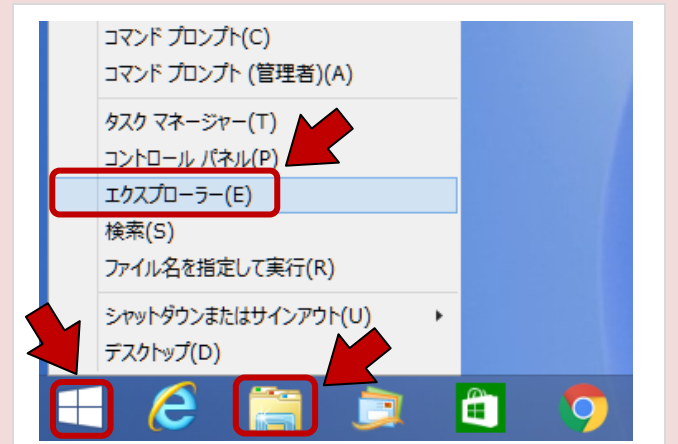 コマンド プロンプト(C)
コマンド プロンプト (管理者)(A)
タスク マネージャー(T)
コントロール パネル(P)
エクスプローラー(E)
検索(S)
ファイル名を指定して実行(R)
シャットダウンまたはサインアウト(U)
デスクトップ(D)